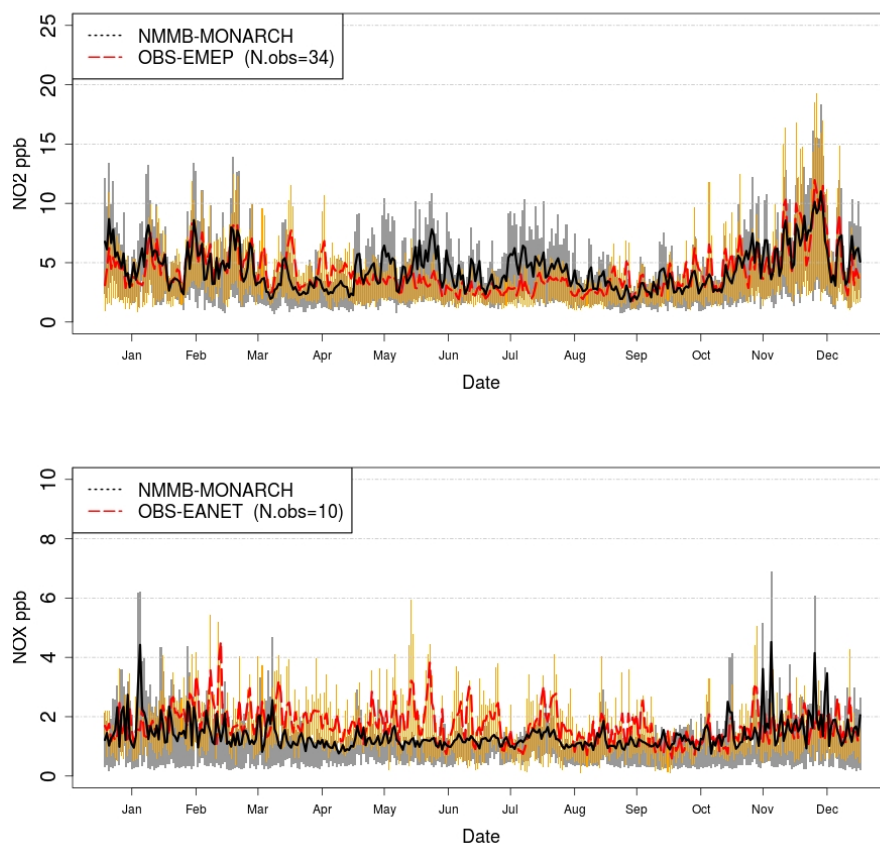 25
20
15
10
5
0
NO2 ppb
NMMB-MONARCH
OBS-EMEP (N.obs=34)
Jan Feb Mar Apr May Jun Jul Aug Sep Oct Nov Dec
Date
10
8
6
4
2
0
NOX ppb
NMMB-MONARCH
OBS-EANET (N.obs=10)
Jan Feb Mar Apr May Jun Jul Aug Sep Oct Nov Dec
Date